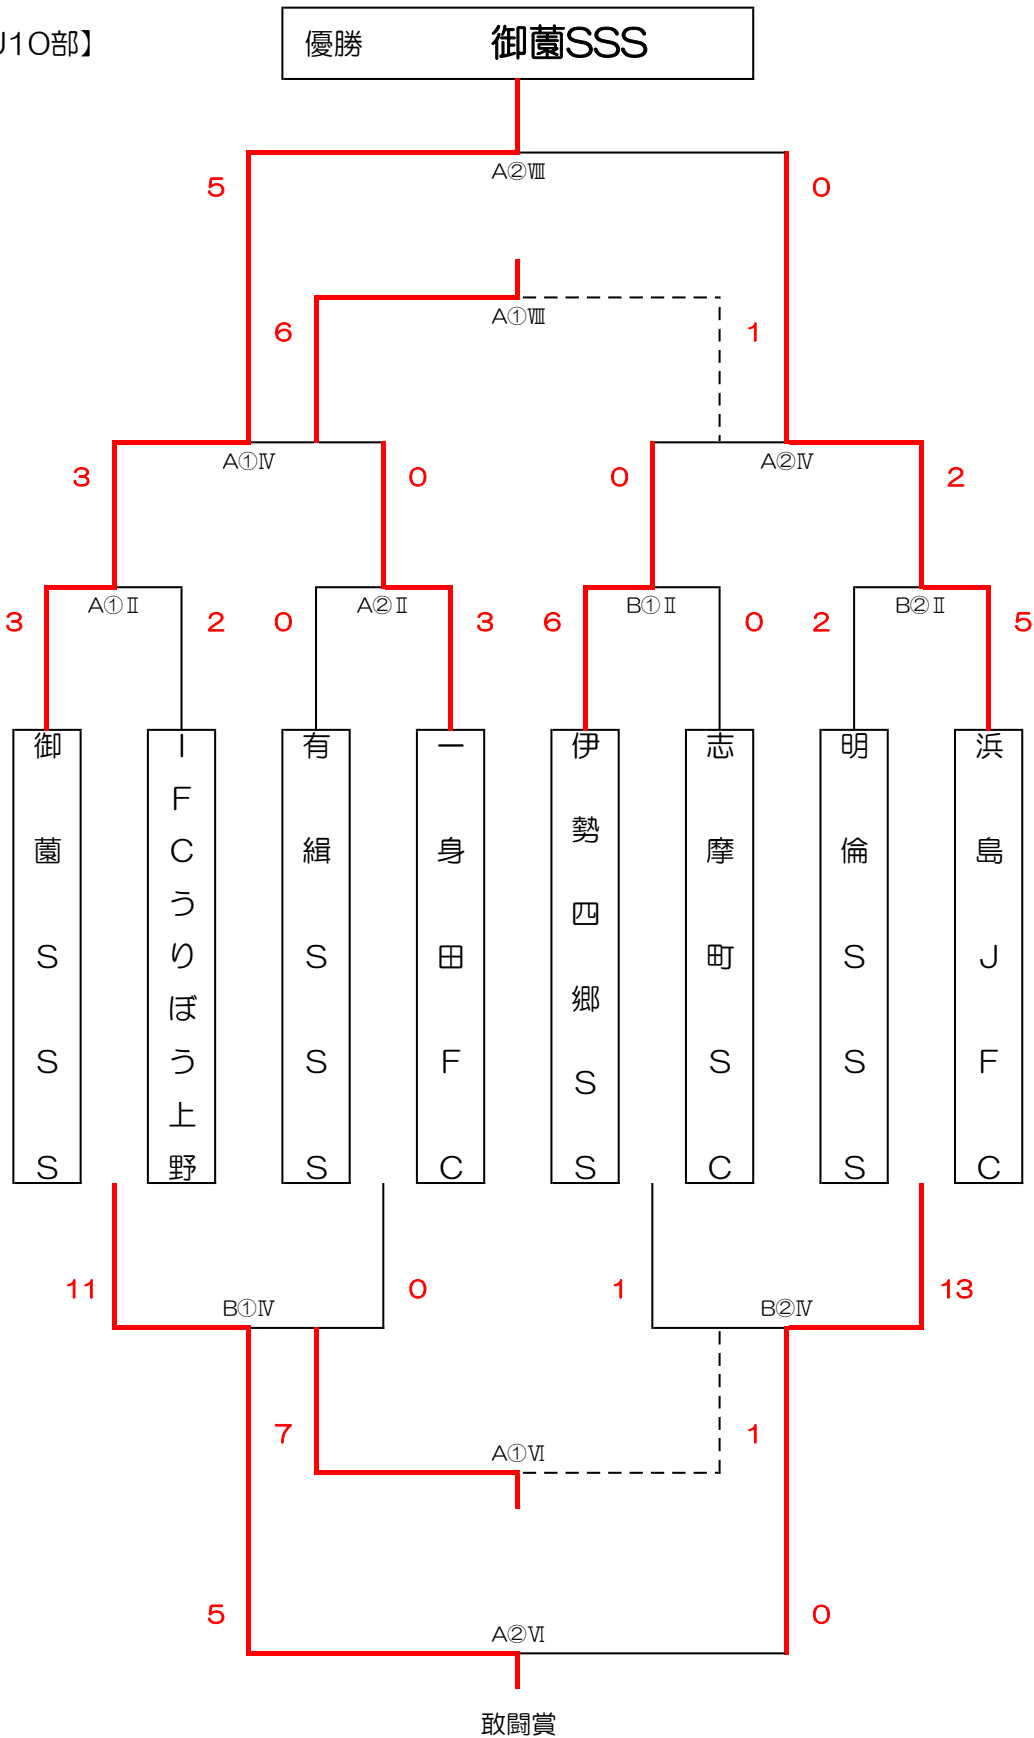 J10部】
優勝 御薗SSS
A②Ⅷ
5 0
A①Ⅷ
6 1
A①Ⅳ A②Ⅳ
3 0 0 2
A①Ⅱ A②Ⅱ B①Ⅱ B②Ⅱ
3 2 0 3 6 0 2 5
御薗SSS
IFCうりぼう上野
有緝SSS
一身田FC
伊勢四郷SS
志摩町SC
明倫SSS
浜島JFC
11 0 1 13
B①Ⅳ B②Ⅳ
7 1
A①Ⅵ
5 0
A②Ⅵ
敢闘賞